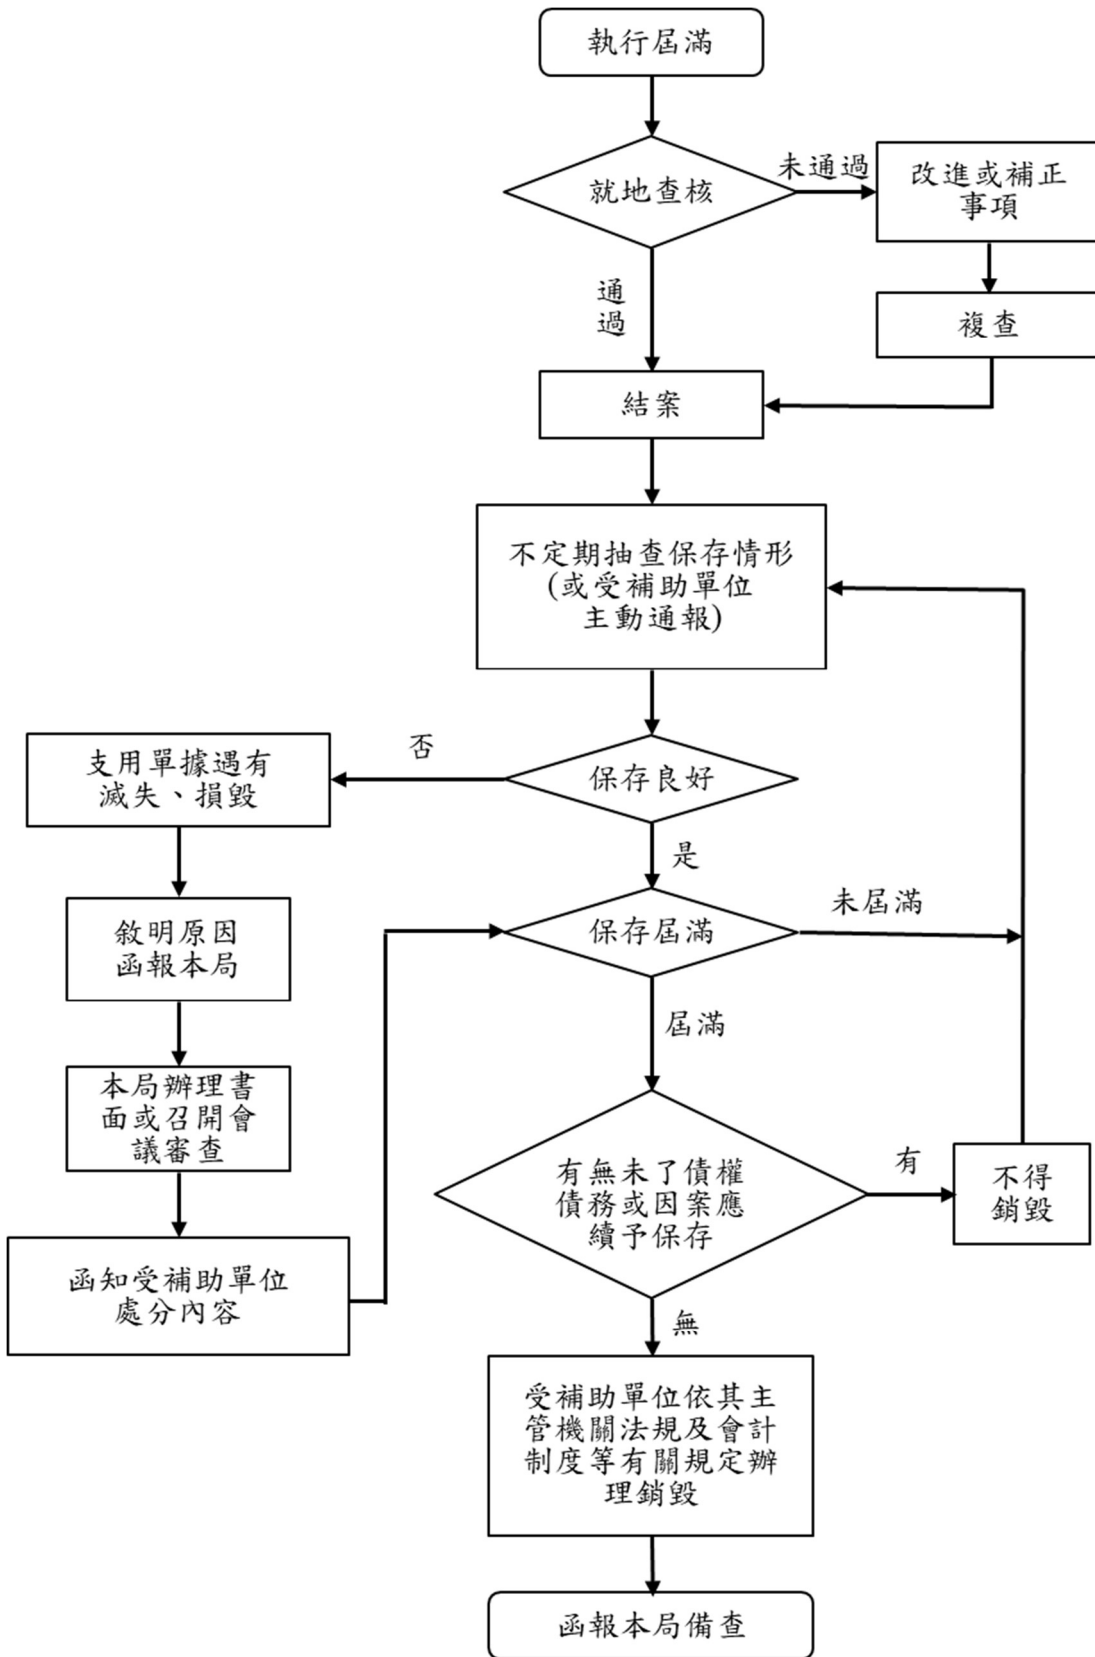 執行屆滿
就地查核
未通過
改進或補正
事項
通
過
複查
結案
不定期抽查保存情形
(或受補助單位
主動通報)
保存良好
否
支用單據遇有
滅失、損毀
是
敘明原因
函報本局
保存屆滿
未屆滿
屆滿
本局辦理書
面或召開會
議審查
有無未了債權
債務或因案應
續予保存
有
不得
銷毀
函知受補助單位
處分內容
無
受補助單位依其主
管機關法規及會計
制度等有關規定辦
理銷毀
函報本局備查